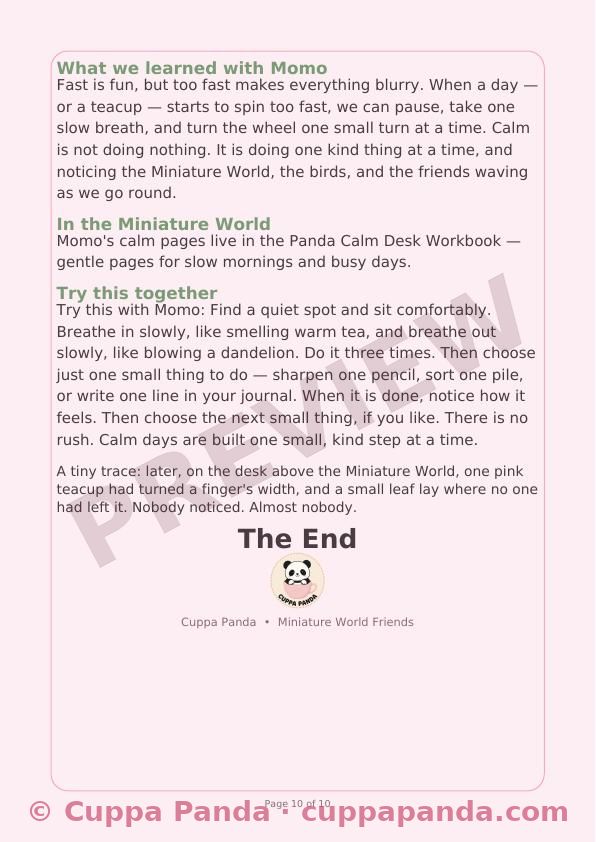 What we learned with Momo
Fast is fun, but too fast makes everything blurry. When a day —
or a teacup — starts to spin too fast, we can pause, take one
slow breath, and turn the wheel one small turn at a time. Calm
is not doing nothing. It is doing one kind thing at a time, and
noticing the Miniature World, the birds, and the friends waving
as we go round.
In the Miniature World
Momo's calm pages live in the Panda Calm Desk Workbook —
gentle pages for slow mornings and busy days.
Try this together
Try this with Momo: Find a quiet spot and sit comfortably.
Breathe in slowly, like smelling warm tea, and breathe out
slowly, like blowing a dandelion. Do it three times. Then choose
just one small thing to do — sharpen one pencil, sort one pile,
or write one line in your journal. When it is done, notice how it
feels. Then choose the next small thing, if you like. There is no
rush. Calm days are built one small, kind step at a time.
A tiny trace: later, on the desk above the Miniature World, one pink
teacup had turned a finger's width, and a small leaf lay where no one
had left it. Nobody noticed. Almost nobody.
PREVIEW
The End
CUPPA PANDA
Cuppa Panda • Miniature World Friends
Page 10 of 10
© Cuppa Panda · cuppapanda.com